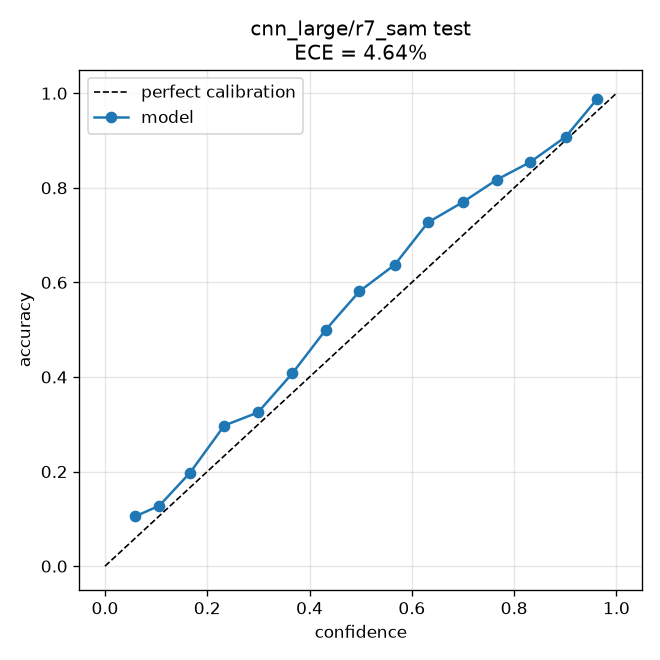 cnn_large/r7_sam test
ECE = 4.64%
perfect calibration
model
accuracy
1.0
0.8
0.6
0.4
0.2
0.0
0.0 0.2 0.4 0.6 0.8 1.0
confidence